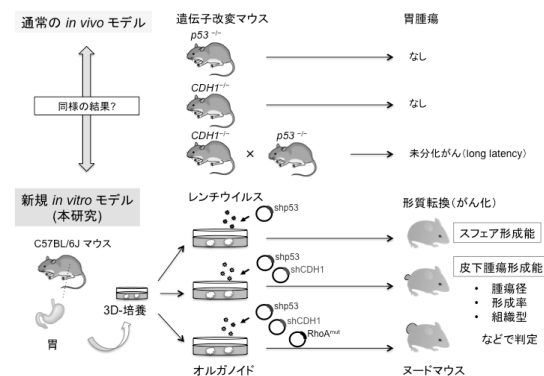 通常の in vivo モデル
遺伝子改変マウス
胃腫瘍
p53 −/−
なし
CDH1−/−
なし
同様の結果?
CDH1−/−
×
p53 −/−
未分化がん(long latency)
新規 in vitro モデル
(本研究)
レンチウイルス
形質転換(がん化)
shp53
スフェア形成能
C57BL/6J マウス
shp53
shCDH1
皮下腫瘍形成能
• 腫瘍径
• 形成率
• 組織型
などで判定
3D-培養
shp53
shCDH1
RhoAmut
胃
オルガノイド
ヌードマウス